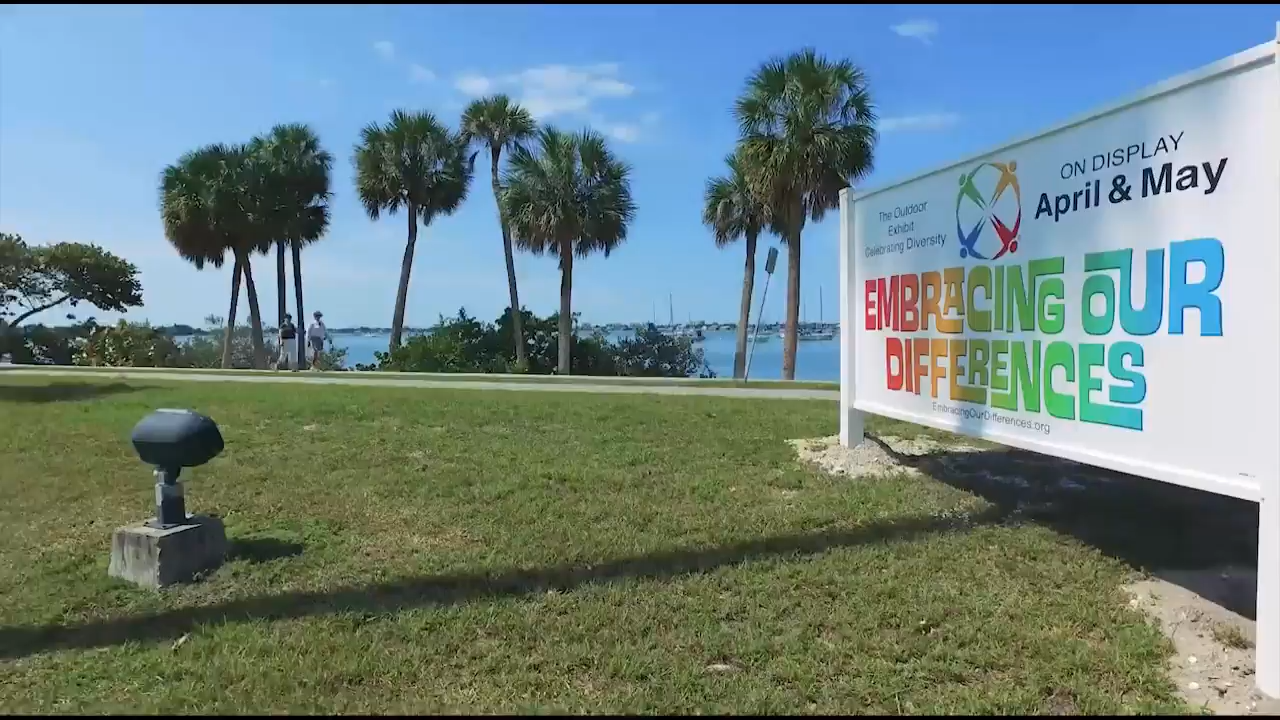 The Outdoor
Exhibit
Celebrating Diversity
ON DISPLAY
April & May
EMBRACING OUR
DIFFERENCES
EmbracingOurDifferences.org